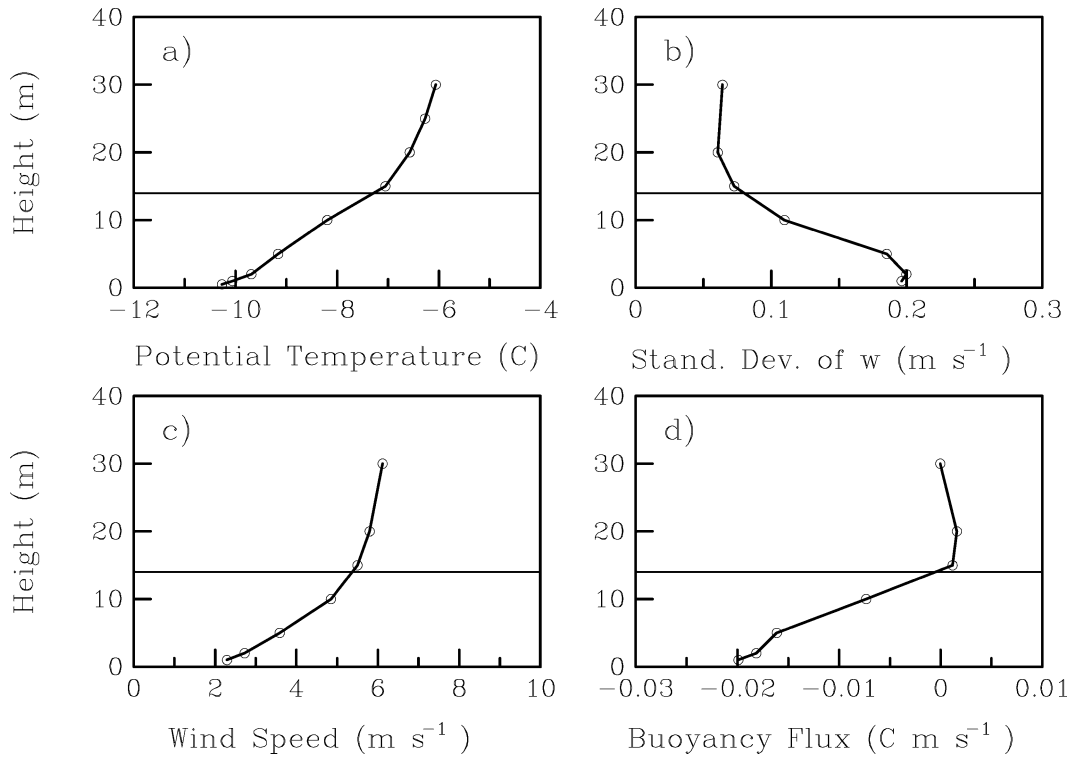 40
30
20
10
0
Height (m)
a)
−12 −10 −8 −6 −4
Potential Temperature (C)
40
30
20
10
0
b)
0 0.1 0.2 0.3
Stand. Dev. of w (m s⁻¹ )
40
30
20
10
0
Height (m)
c)
0 2 4 6 8 10
Wind Speed (m s⁻¹ )
40
30
20
10
0
d)
−0.03 −0.02 −0.01 0 0.01
Buoyancy Flux (C m s⁻¹ )